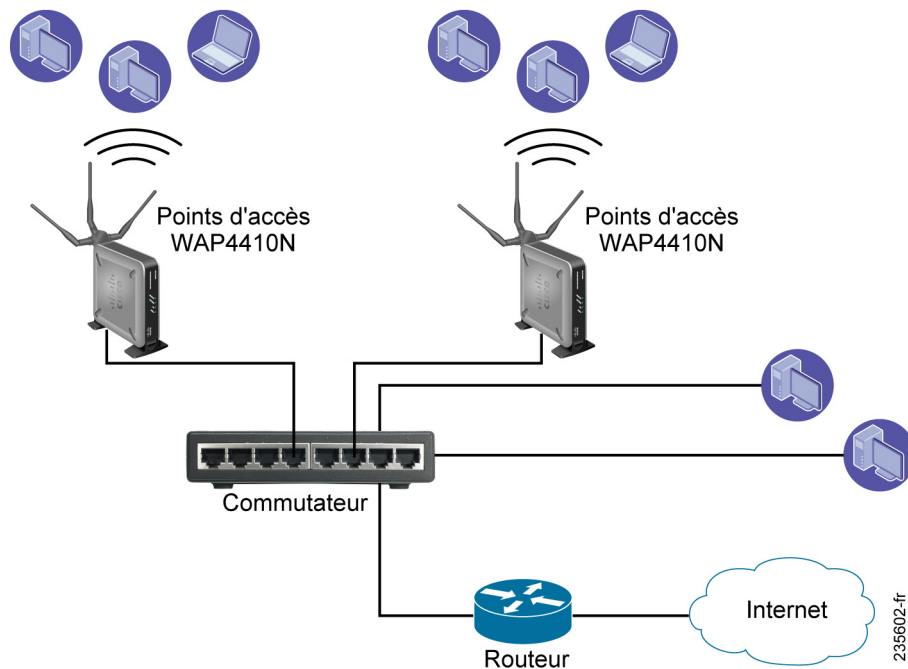 Points d'accès
WAP4410N
Points d'accès
WAP4410N
Commutateur
Internet
Routeur
235602-fr